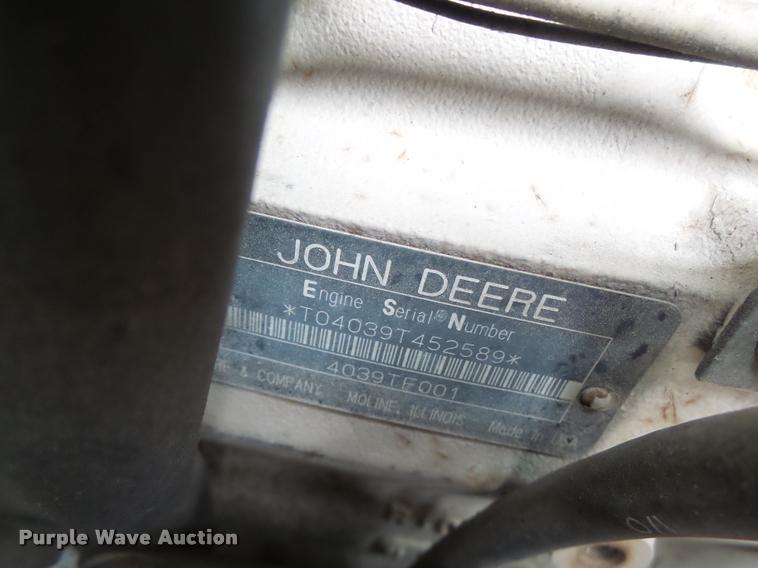 JOHN DEERE
Engine Serial® Number
*T04039T452589*
4039TF001
& COMPANY MOLINE, ILLINOIS Made in U.S.A.
Purple Wave Auction®